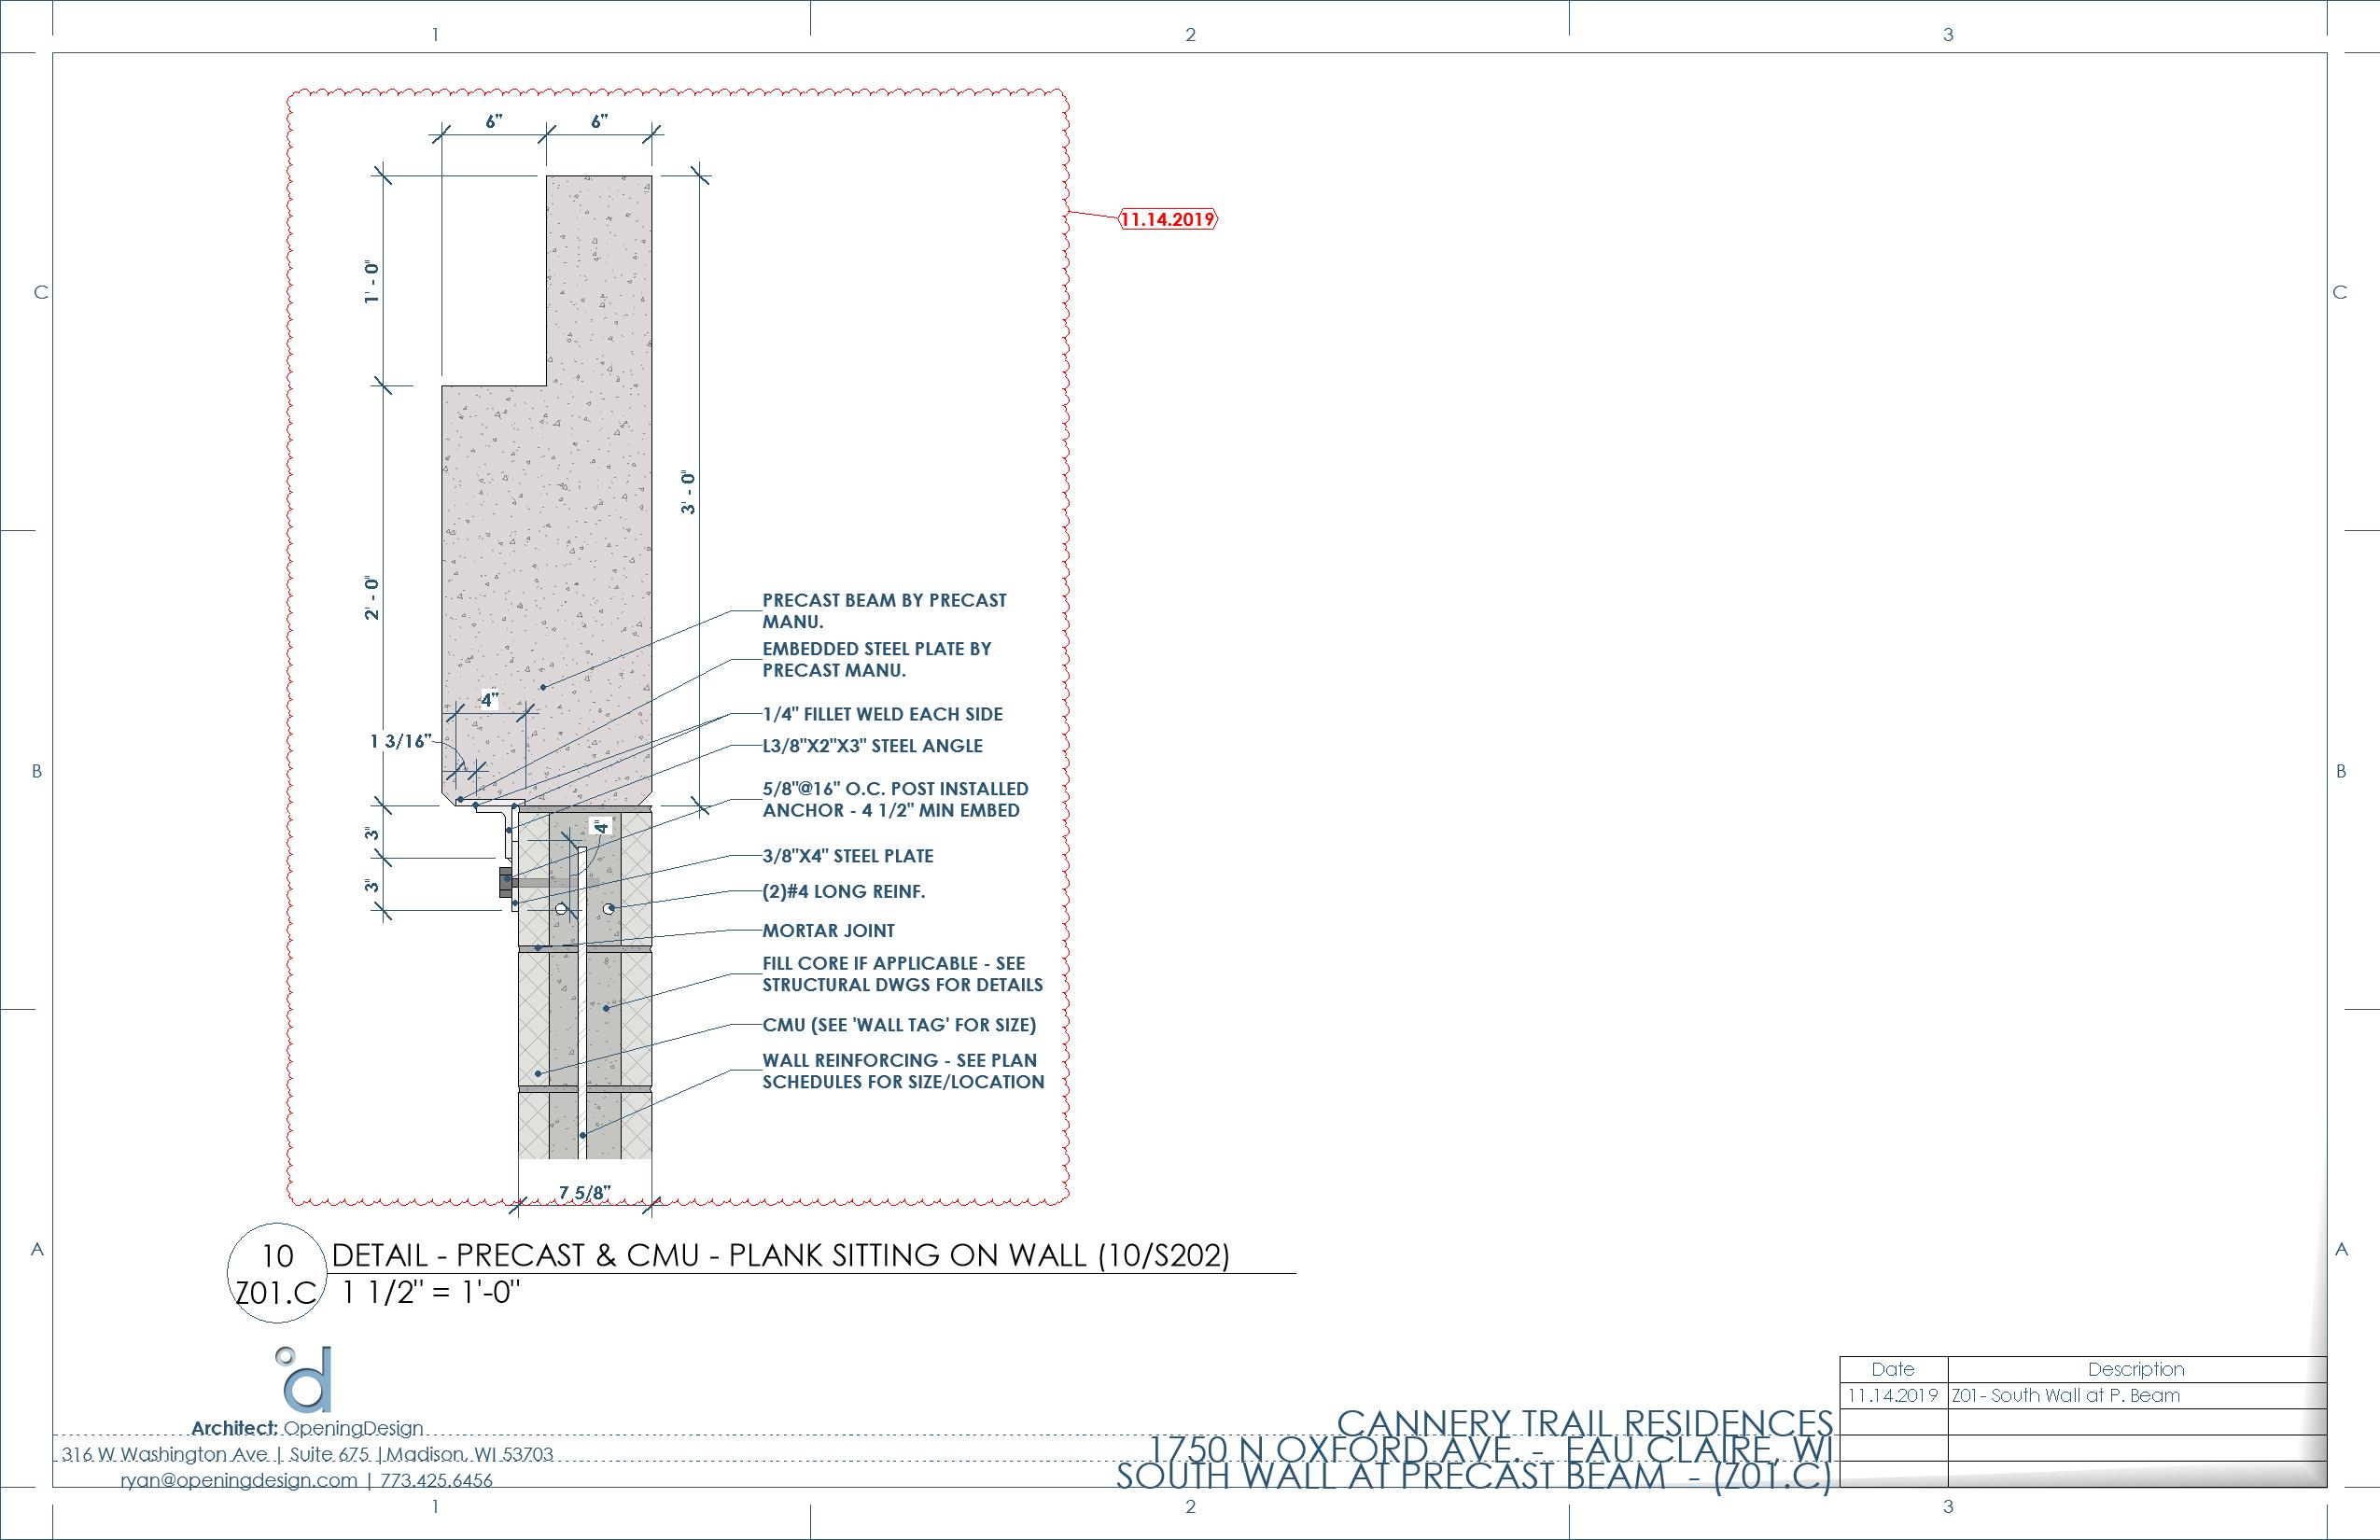 1
2
3
6"
6"
11.14.2019
C
C
1' - 0"
3' - 0"
2' - 0"
PRECAST BEAM BY PRECAST
MANU.
EMBEDDED STEEL PLATE BY
PRECAST MANU.
4"
1/4" FILLET WELD EACH SIDE
1 3/16"
L3/8"X2"X3" STEEL ANGLE
B
B
5/8"@16" O.C. POST INSTALLED
ANCHOR - 4 1/2" MIN EMBED
4"
3"
3/8"X4" STEEL PLATE
3"
(2)#4 LONG REINF.
MORTAR JOINT
FILL CORE IF APPLICABLE - SEE
STRUCTURAL DWGS FOR DETAILS
CMU (SEE 'WALL TAG' FOR SIZE)
WALL REINFORCING - SEE PLAN
SCHEDULES FOR SIZE/LOCATION
7 5/8"
A
A
10
DETAIL - PRECAST & CMU - PLANK SITTING ON WALL (10/S202)
Z01.C
1 1/2" = 1'-0"
d
Architect: OpeningDesign
316 W Washington Ave | Suite 675 |Madison, WI 53703
ryan@openingdesign.com | 773.425.6456
CANNERY TRAIL RESIDENCES
1750 N OXFORD AVE. - EAU CLAIRE, WI
SOUTH WALL AT PRECAST BEAM - (Z01.C)
Date Description
11.14.2019 Z01- South Wall at P. Beam
1
2
3